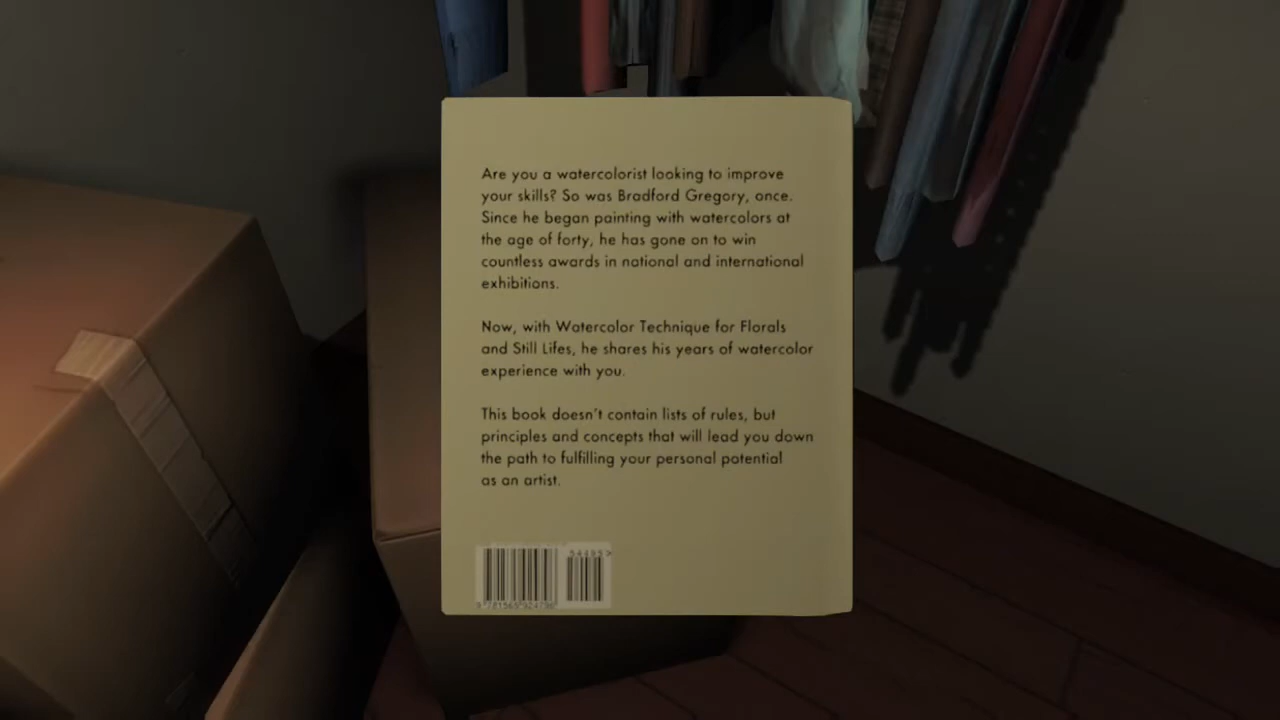 Are you a watercolorist looking to improve
your skills? So was Bradford Gregory, once.
Since he began painting with watercolors at
the age of forty, he has gone on to win
countless awards in national and international
exhibitions.
Now, with Watercolor Technique for Florals
and Still Lifes, he shares his years of watercolor
experience with you.
This book doesn't contain lists of rules, but
principles and concepts that will lead you down
the path to fulfilling your personal potential
as an artist.